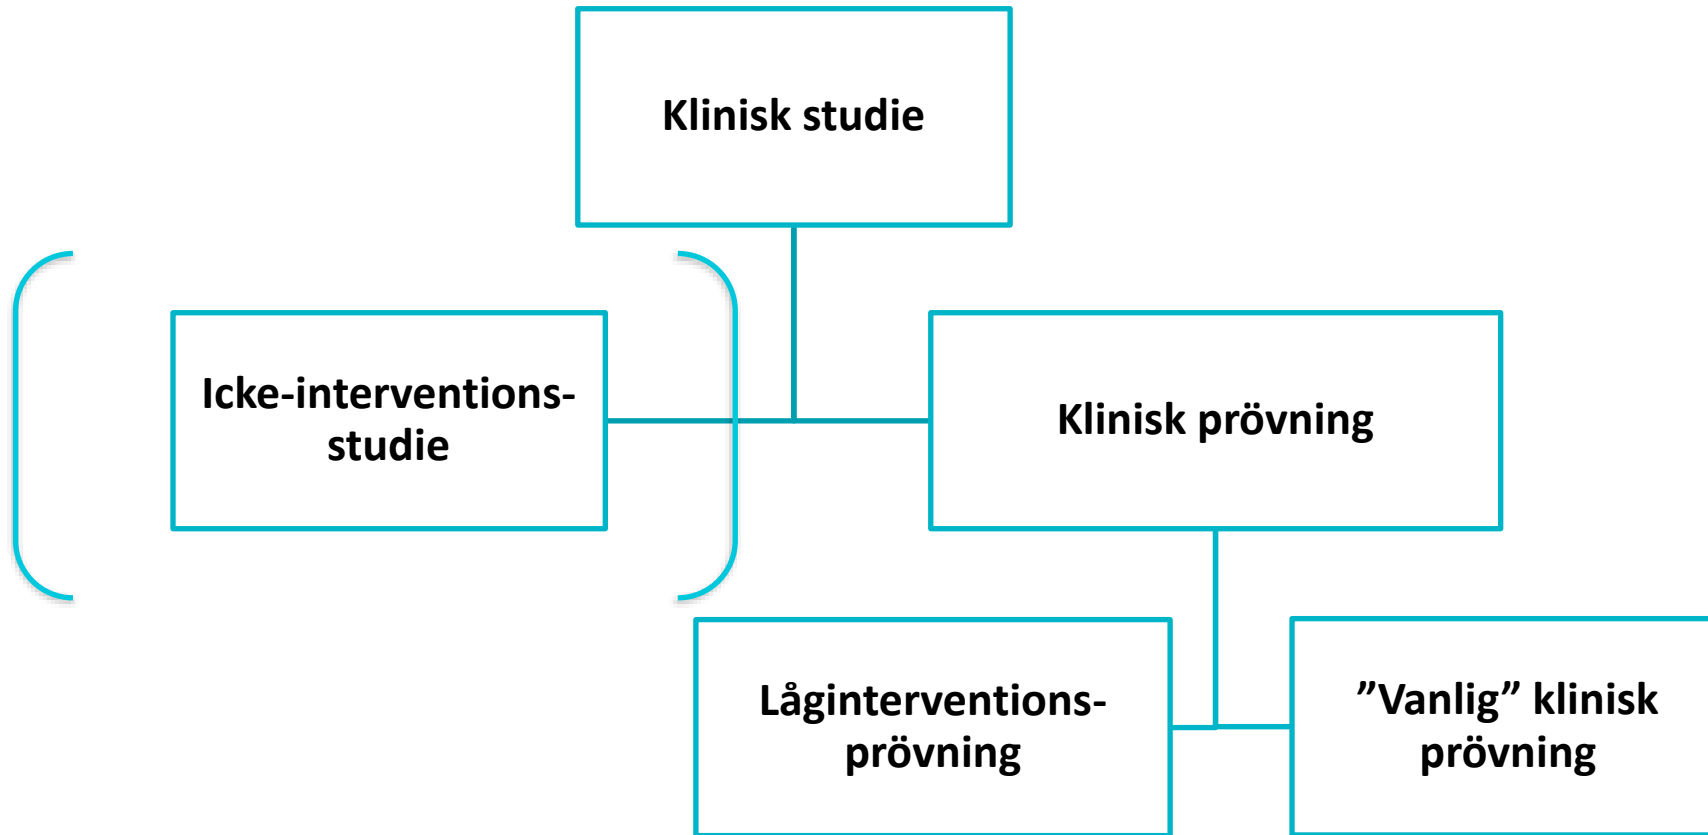 Klinisk studie
Icke-interventions-
studie
Klinisk prövning
Låginterventions-
prövning
”Vanlig” klinisk
prövning